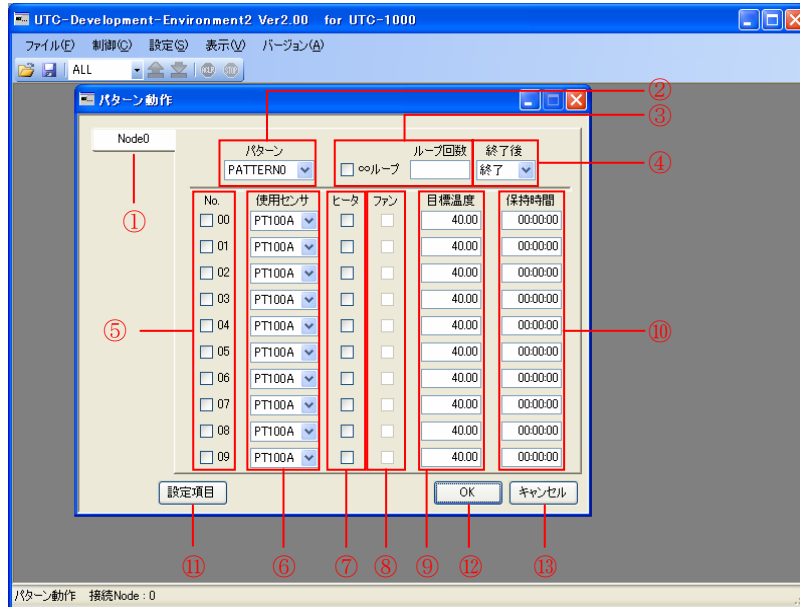 UTC-Development-Environment2 Ver2.00 for UTC-1000
ファイル(F) 制御(C) 設定(S) 表示(V) バージョン(A)
ALL
パターン動作
②
③
Node0
パターン ループ回数 終了後
PATTERN0 ∞ループ 終了
④
①
No. 使用センサ ヒータ ファン 目標温度 保持時間
00 PT100A 40.00 00:00:00
01 PT100A 40.00 00:00:00
02 PT100A 40.00 00:00:00
03 PT100A 40.00 00:00:00
04 PT100A 40.00 00:00:00
⑤ ⑩
05 PT100A 40.00 00:00:00
06 PT100A 40.00 00:00:00
07 PT100A 40.00 00:00:00
08 PT100A 40.00 00:00:00
09 PT100A 40.00 00:00:00
設定項目 OK キャンセル
⑪ ⑥ ⑦ ⑧ ⑨ ⑫ ⑬
パターン動作 接続Node : 0